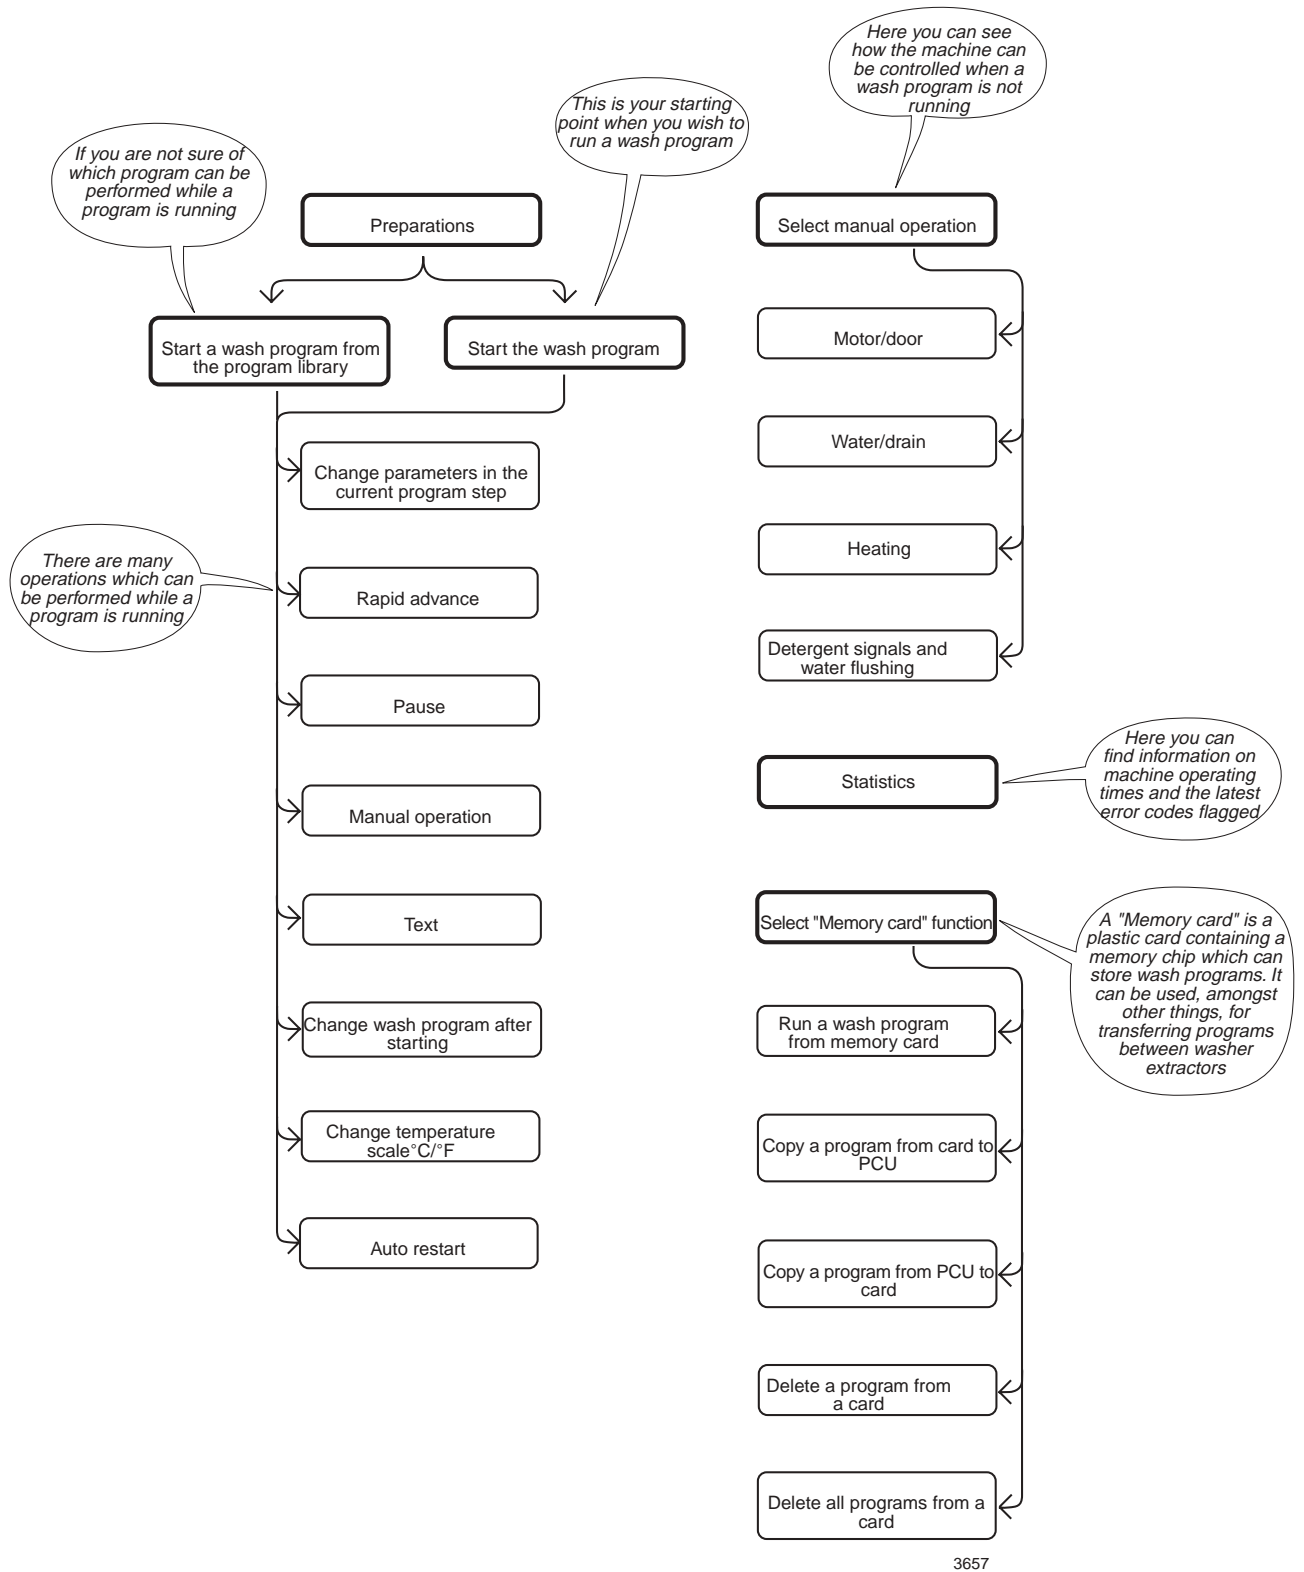 Here you can see
how the machine can
be controlled when a
wash program is not
running
This is your starting
point when you wish to
run a wash program
If you are not sure of
which program can be
performed while a
program is running
Preparations
Select manual operation
Start a wash program from
the program library
Start the wash program
Motor/door
Water/drain
Heating
Detergent signals and
water flushing
Change parameters in the
current program step
There are many
operations which can
be performed while a
program is running
Rapid advance
Pause
Manual operation
Text
Change wash program after
starting
Change temperature
scale°C/°F
Auto restart
Statistics
Here you can
find information on
machine operating
times and the latest
error codes flagged
Select "Memory card" function
A "Memory card" is a
plastic card containing a
memory chip which can
store wash programs. It
can be used, amongst
other things, for
transferring programs
between washer
extractors
Run a wash program
from memory card
Copy a program from card to
PCU
Copy a program from PCU to
card
Delete a program from
a card
Delete all programs from a
card
3657